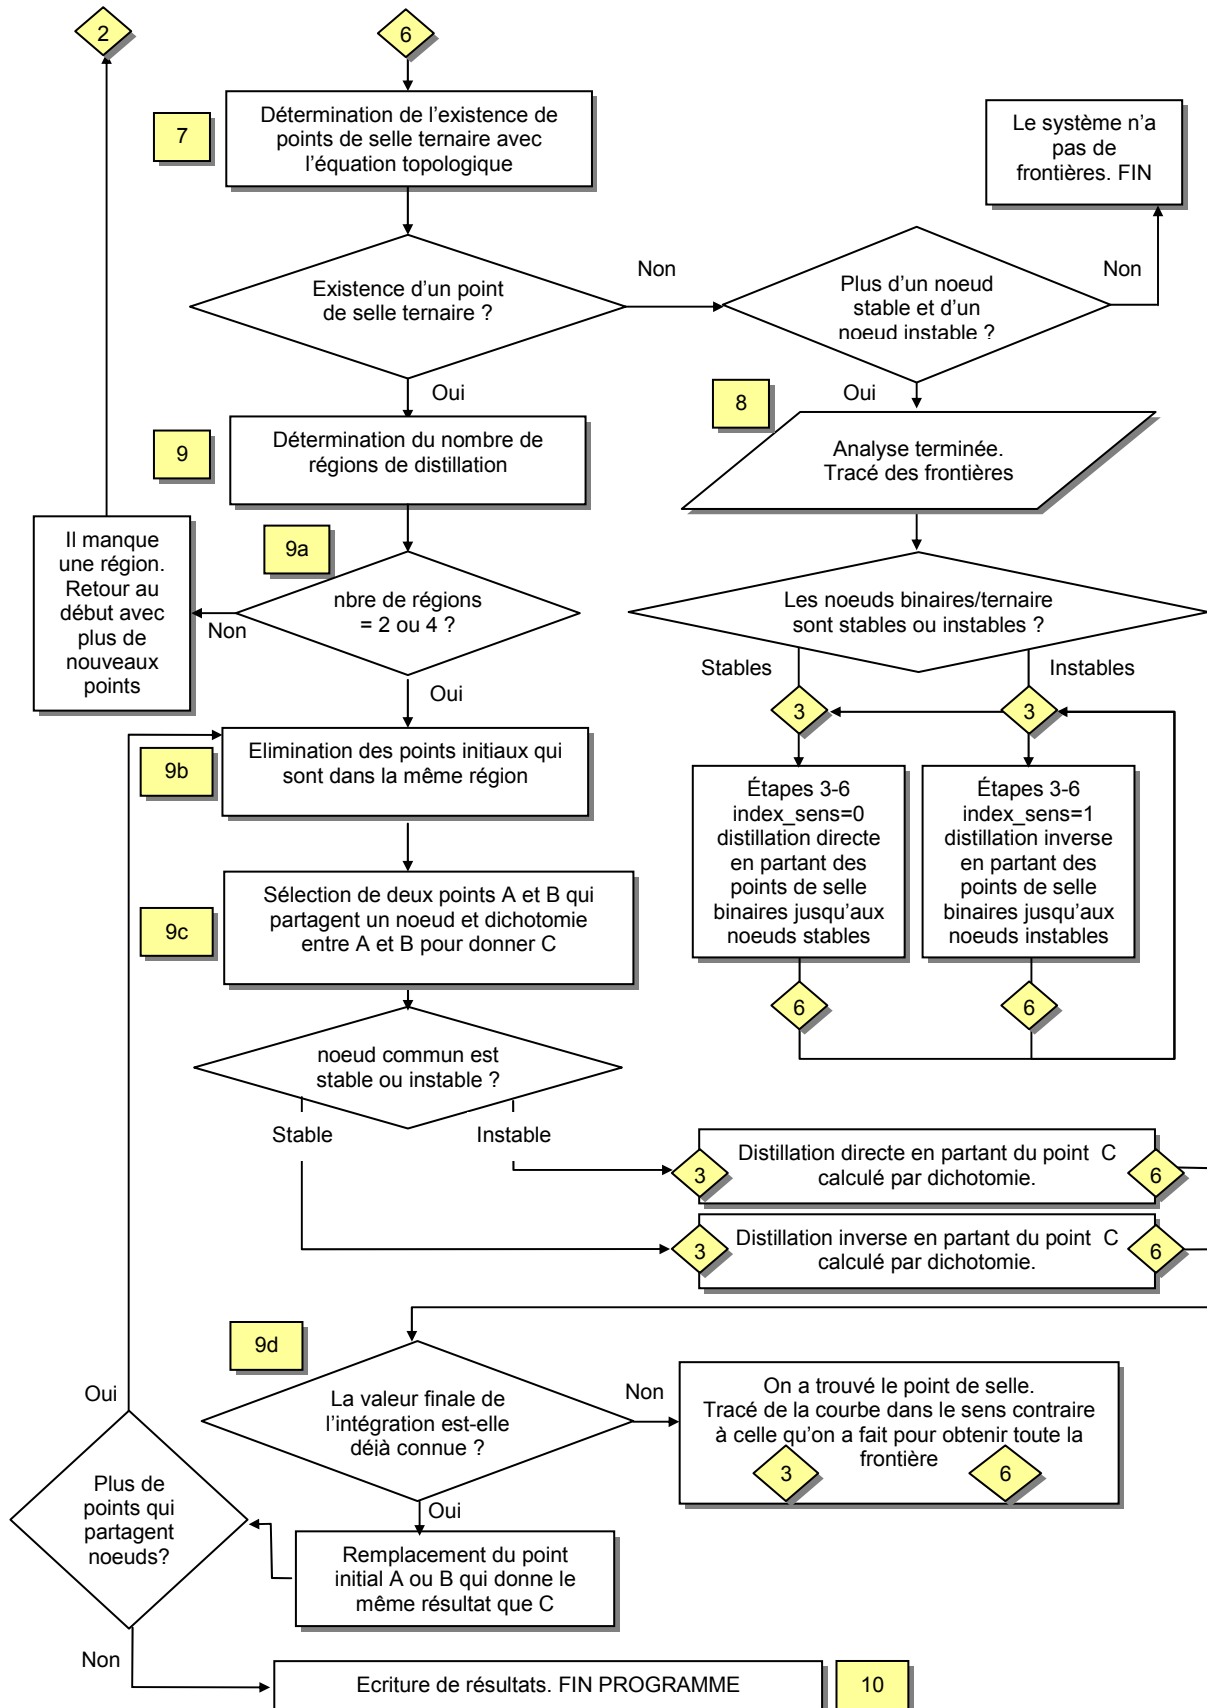 2
6
7
Détermination de l'existence de
points de selle ternaire avec
l'équation topologique
Le système n'a
pas de
frontières. FIN
Existence d'un point
de selle ternaire ?
Non
Plus d'un noeud
stable et d'un
noeud instable ?
Non
Oui
Oui
8
9
Détermination du nombre de
régions de distillation
Analyse terminée.
Tracé des frontières
Il manque
une région.
Retour au
début avec
plus de
nouveaux
points
9a
nbre de régions
= 2 ou 4 ?
Non
Oui
Les noeuds binaires/ternaire
sont stables ou instables ?
Stables
Instables
3
3
9b
Elimination des points initiaux qui
sont dans la même région
Étapes 3-6
index_sens=0
distillation directe
en partant des
points de selle
binaires jusqu'aux
noeuds stables
Étapes 3-6
index_sens=1
distillation inverse
en partant des
points de selle
binaires jusqu'aux
noeuds instables
9c
Sélection de deux points A et B qui
partagent un noeud et dichotomie
entre A et B pour donner C
6
6
noeud commun est
stable ou instable ?
Stable
Instable
3
Distillation directe en partant du point C
calculé par dichotomie.
6
3
Distillation inverse en partant du point C
calculé par dichotomie.
6
9d
La valeur finale de
l'intégration est-elle
déjà connue ?
Non
On a trouvé le point de selle.
Tracé de la courbe dans le sens contraire
à celle qu'on a fait pour obtenir toute la
frontière
3
6
Oui
Oui
Plus de
points qui
partagent
noeuds?
Remplacement du point
initial A ou B qui donne le
même résultat que C
Non
Ecriture de résultats. FIN PROGRAMME
10